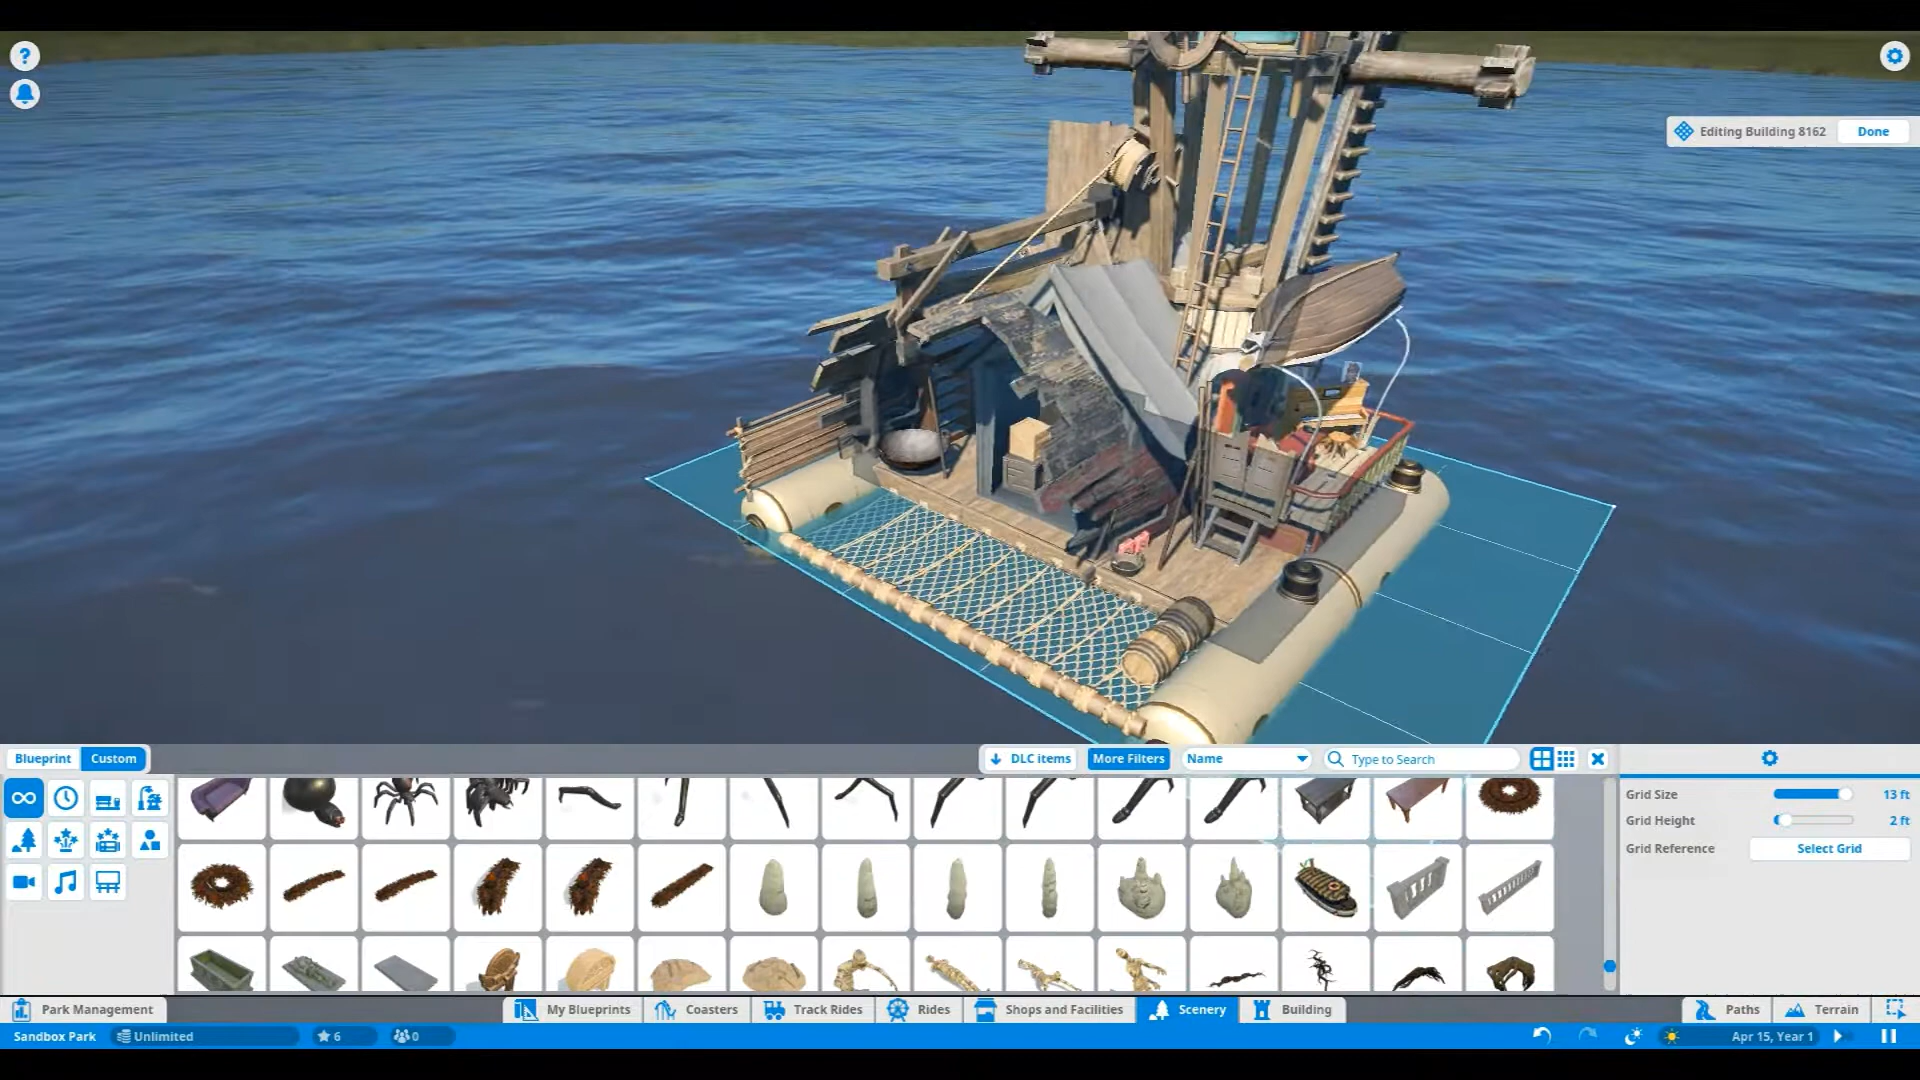 ?
Editing Building 8162
Done
Blueprint
Custom
DLC items
More Filters
Name
Type to Search
Grid Size
13 ft
Grid Height
2 ft
Grid Reference
Select Grid
Park Management
My Blueprints
Coasters
Track Rides
Rides
Shops and Facilities
Scenery
Building
Paths
Terrain
Sandbox Park
Unlimited
6
0
Apr 15, Year 1